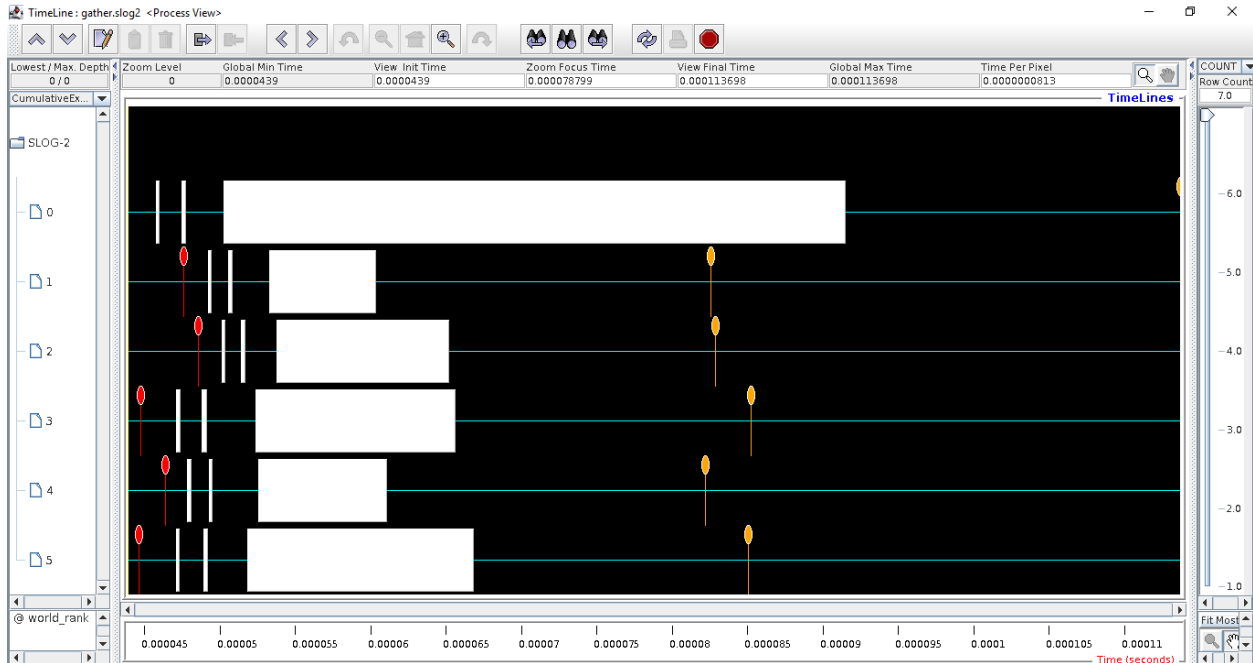 TimeLine : gather.slog2 <Process View>
Lowest / Max. Depth
0 / 0
CumulativeEx...
Zoom Level
0
Global Min Time
0.0000439
View Init Time
0.0000439
Zoom Focus Time
0.000078799
View Final Time
0.000113698
Global Max Time
0.000113698
Time Per Pixel
0.0000000813
COUNT
Row Count
7.0
TimeLines
SLOG-2
0
1
2
3
4
5
6.0
5.0
4.0
3.0
2.0
1.0
@ world_rank
Fit Most
0.000045 0.00005 0.000055 0.00006 0.000065 0.00007 0.000075 0.00008 0.000085 0.00009 0.000095 0.0001 0.000105 0.00011
Time (seconds)